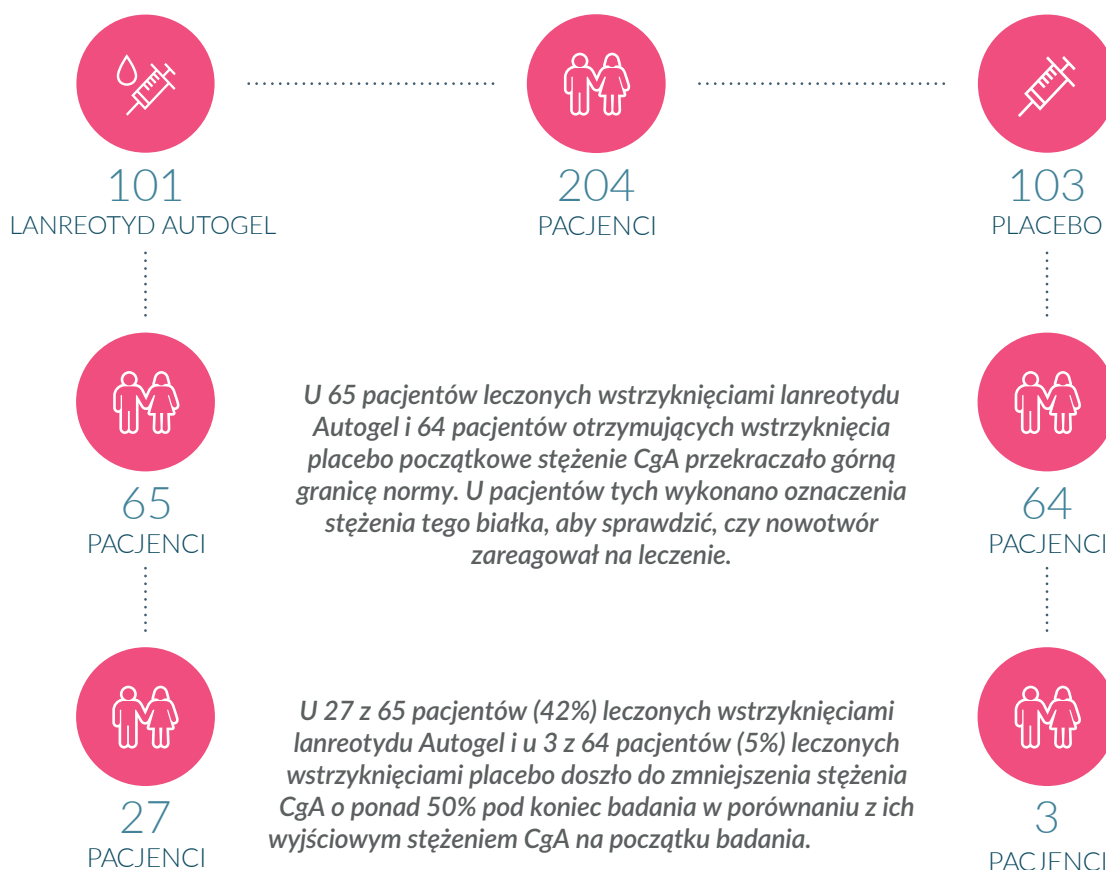 101
LANREOTYD AUTOGEL
204
PACJENCI
103
PLACEBO
65
PACJENCI
U 65 pacjentów leczonych wstrzyknięciami lanreotydu
Autogel i 64 pacjentów otrzymujących wstrzyknięcia
placebo początkowe stężenie CgA przekraczało górną
granicę normy. U pacjentów tych wykonano oznaczenia
stężenia tego białka, aby sprawdzić, czy nowotwór
zareagował na leczenie.
64
PACJENCI
27
PACJENCI
U 27 z 65 pacjentów (42%) leczonych wstrzyknięciami
lanreotydu Autogel i u 3 z 64 pacjentów (5%) leczonych
wstrzyknięciami placebo doszło do zmniejszenia stężenia
CgA o ponad 50% pod koniec badania w porównaniu z ich
wyjściowym stężeniem CgA na początku badania.
3
PACJENCI